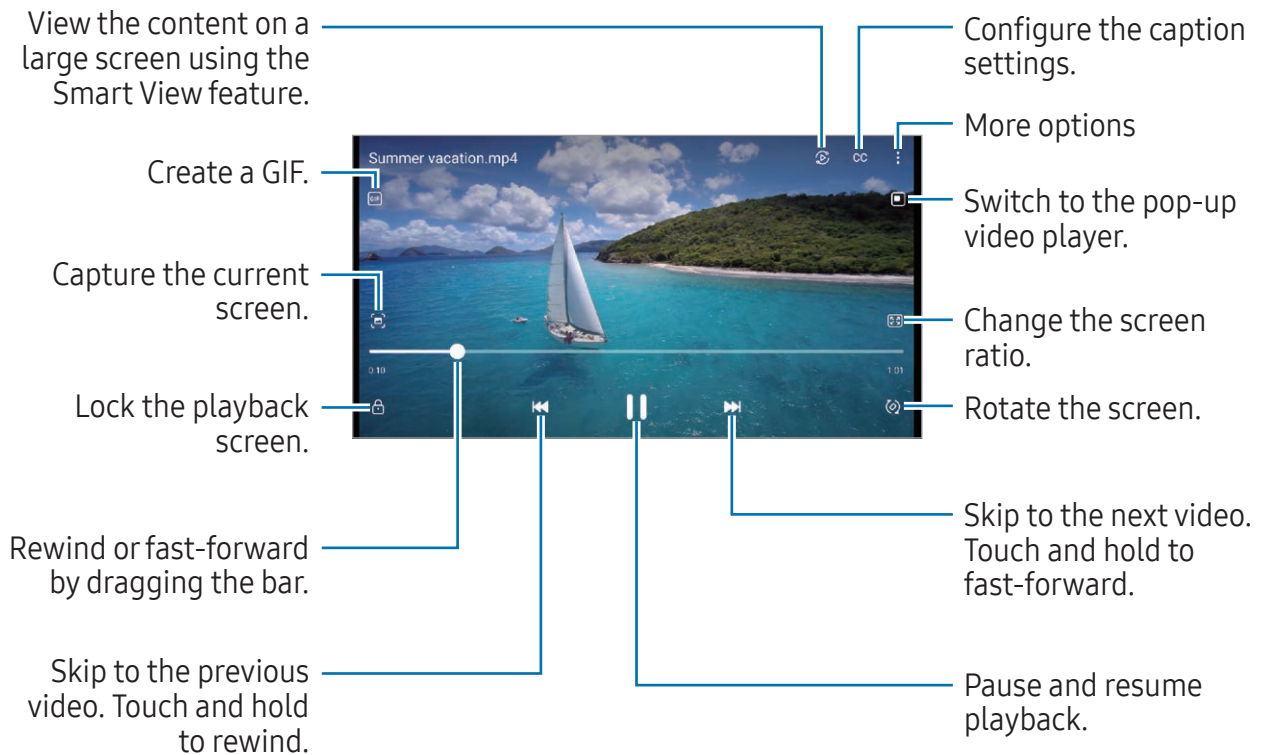 View the content on a
large screen using the
Smart View feature.
Configure the caption
settings.
More options
Summer vacation.mp4
CC
Create a GIF.
GIF
Switch to the pop-up
video player.
Capture the current
screen.
Change the screen
ratio.
0:10
1:01
Lock the playback
screen.
Rotate the screen.
Rewind or fast-forward
by dragging the bar.
Skip to the next video.
Touch and hold to
fast-forward.
Skip to the previous
video. Touch and hold
to rewind.
Pause and resume
playback.